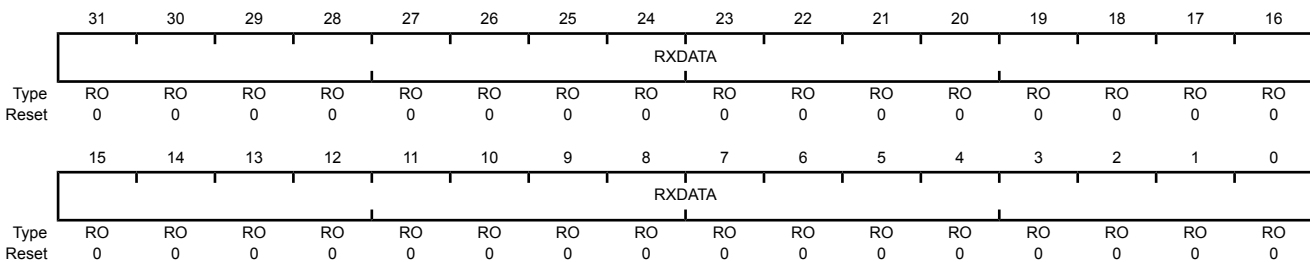 31 30 29 28 27 26 25 24 23 22 21 20 19 18 17 16
RXDATA
Type RO RO RO RO RO RO RO RO RO RO RO RO RO RO RO RO
Reset 0 0 0 0 0 0 0 0 0 0 0 0 0 0 0 0
15 14 13 12 11 10 9 8 7 6 5 4 3 2 1 0
RXDATA
Type RO RO RO RO RO RO RO RO RO RO RO RO RO RO RO RO
Reset 0 0 0 0 0 0 0 0 0 0 0 0 0 0 0 0